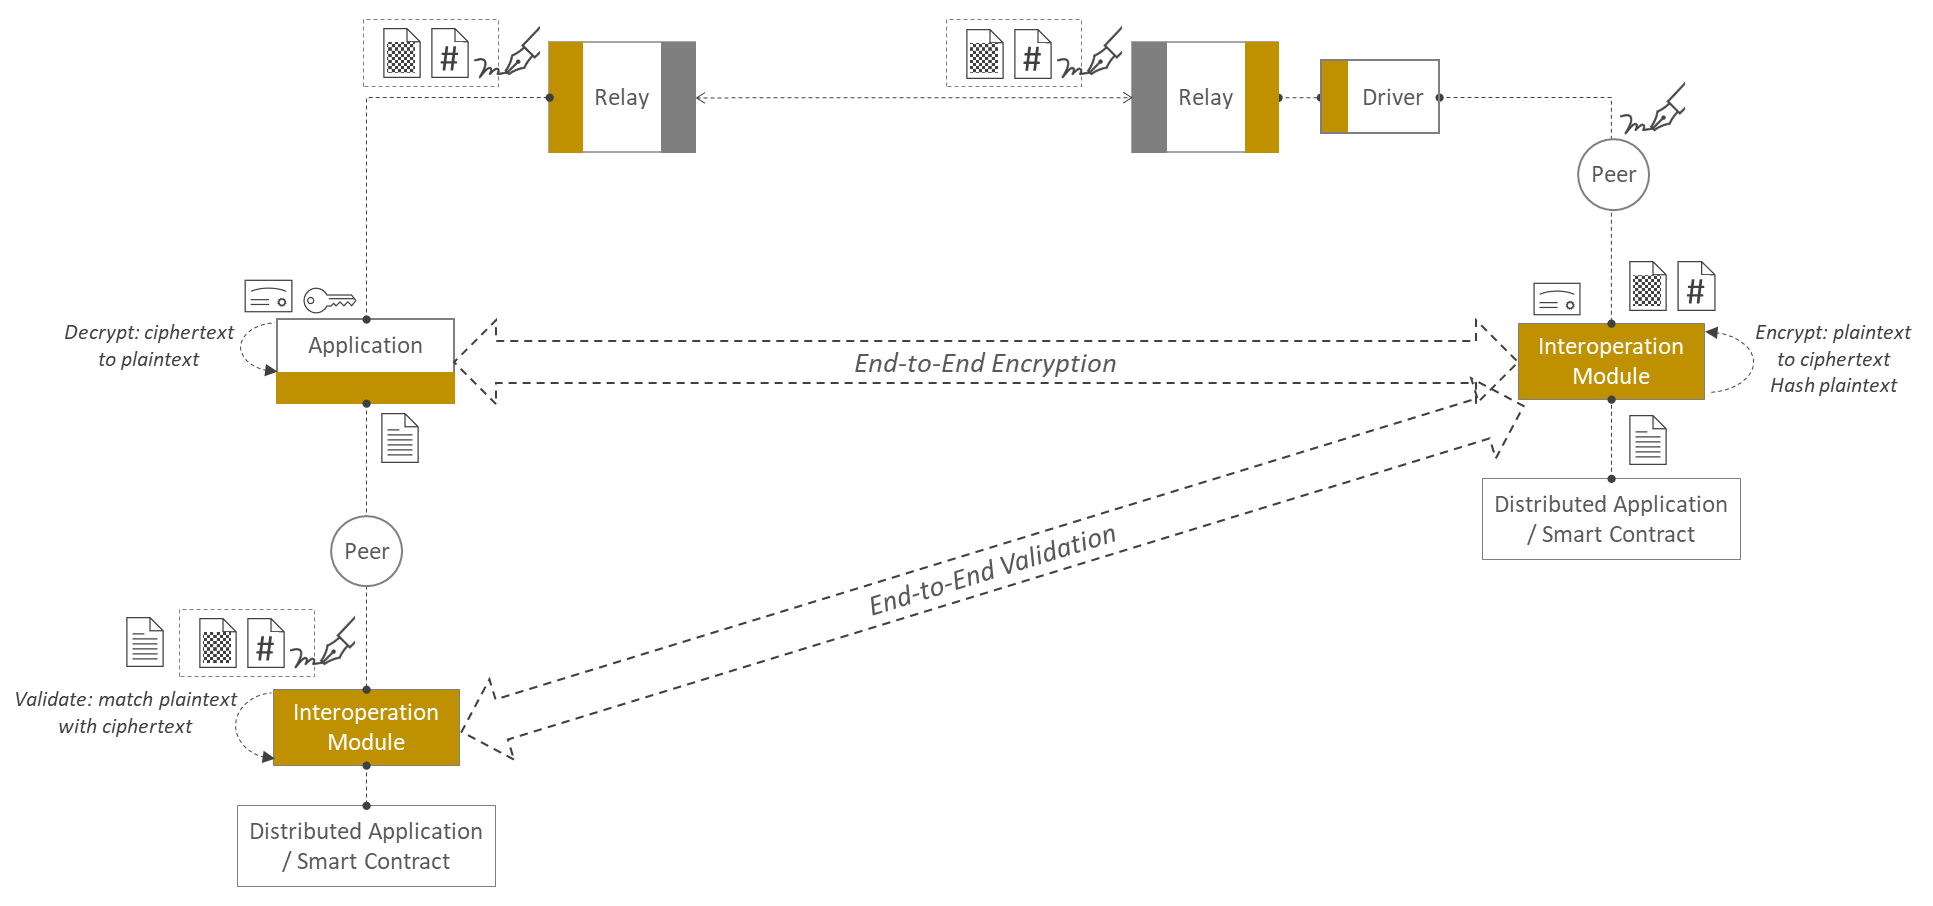 #
#
Relay
Relay
Driver
Peer
#
Decrypt: ciphertext
to plaintext
Application
End-to-End Encryption
Interoperation
Module
Encrypt: plaintext
to ciphertext
Hash plaintext
Distributed Application
/ Smart Contract
Peer
End-to-End Validation
#
Validate: match plaintext
with ciphertext
Interoperation
Module
Distributed Application
/ Smart Contract